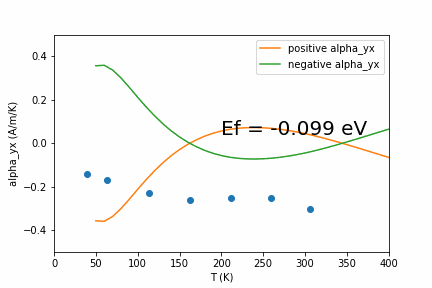 positive alpha_yx
negative alpha_yx
Ef = -0.099 eV
alpha_yx (A/m/K)
0.4
0.2
0.0
−0.2
−0.4
0 50 100 150 200 250 300 350 400
T (K)